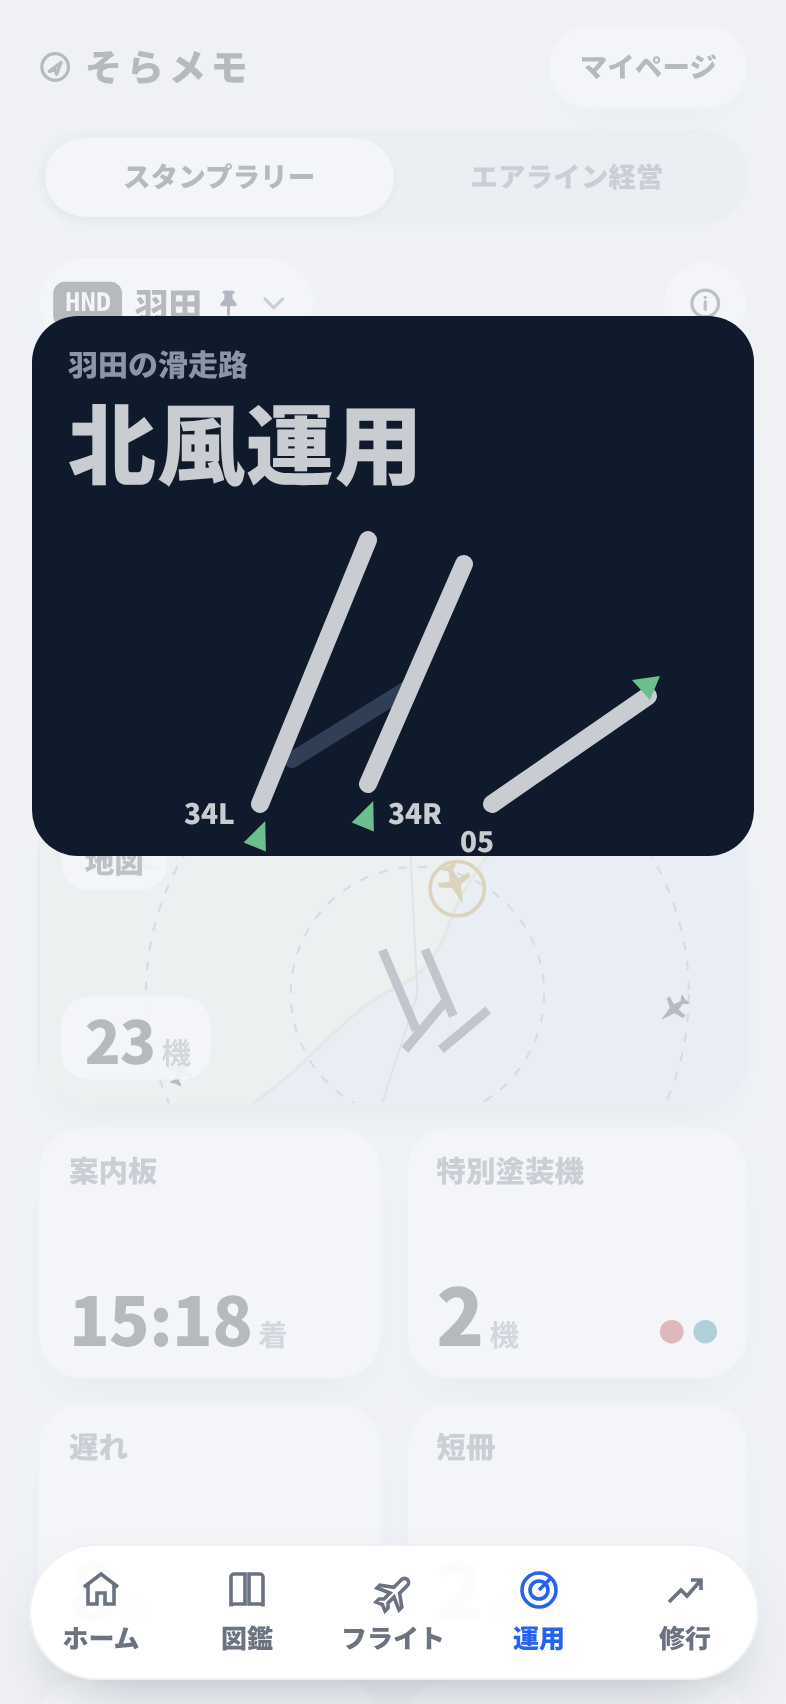 そらメモ
マイページ
スタンプラリー
エアライン経営
HND 羽田
羽田の滑走路
北風運用
34L
34R
05
地図
23 機
案内板
特別塗装機
15:18 着
2 機
遅れ
短冊
2
ホーム
図鑑
フライト
運用
修行